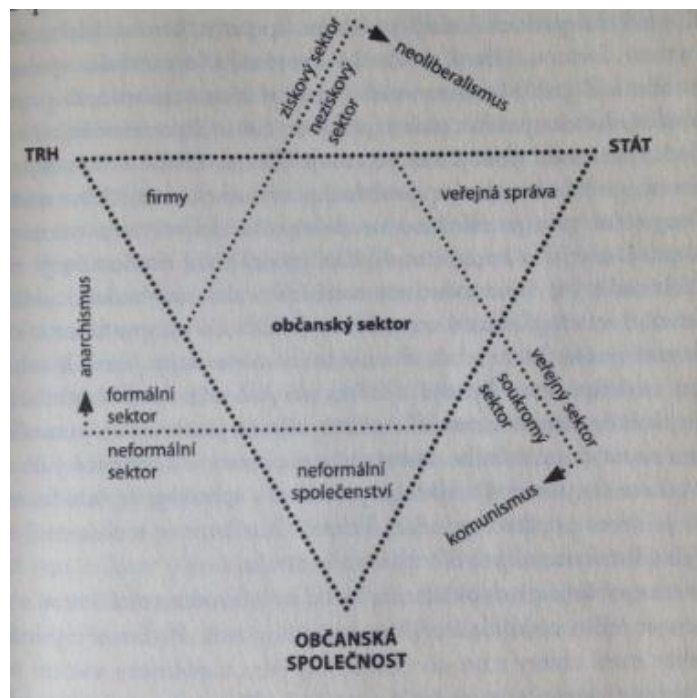 ziskový sektor
neziskový
sektor
neoliberalismus
TRH
STÁT
firmy
veřejná správa
občanský sektor
anarchismus
formální
sektor
neformální
sektor
neformální
společenství
veřejný sektor
soukromý
sektor
komunismus
OBČANSKÁ
SPOLEČNOST